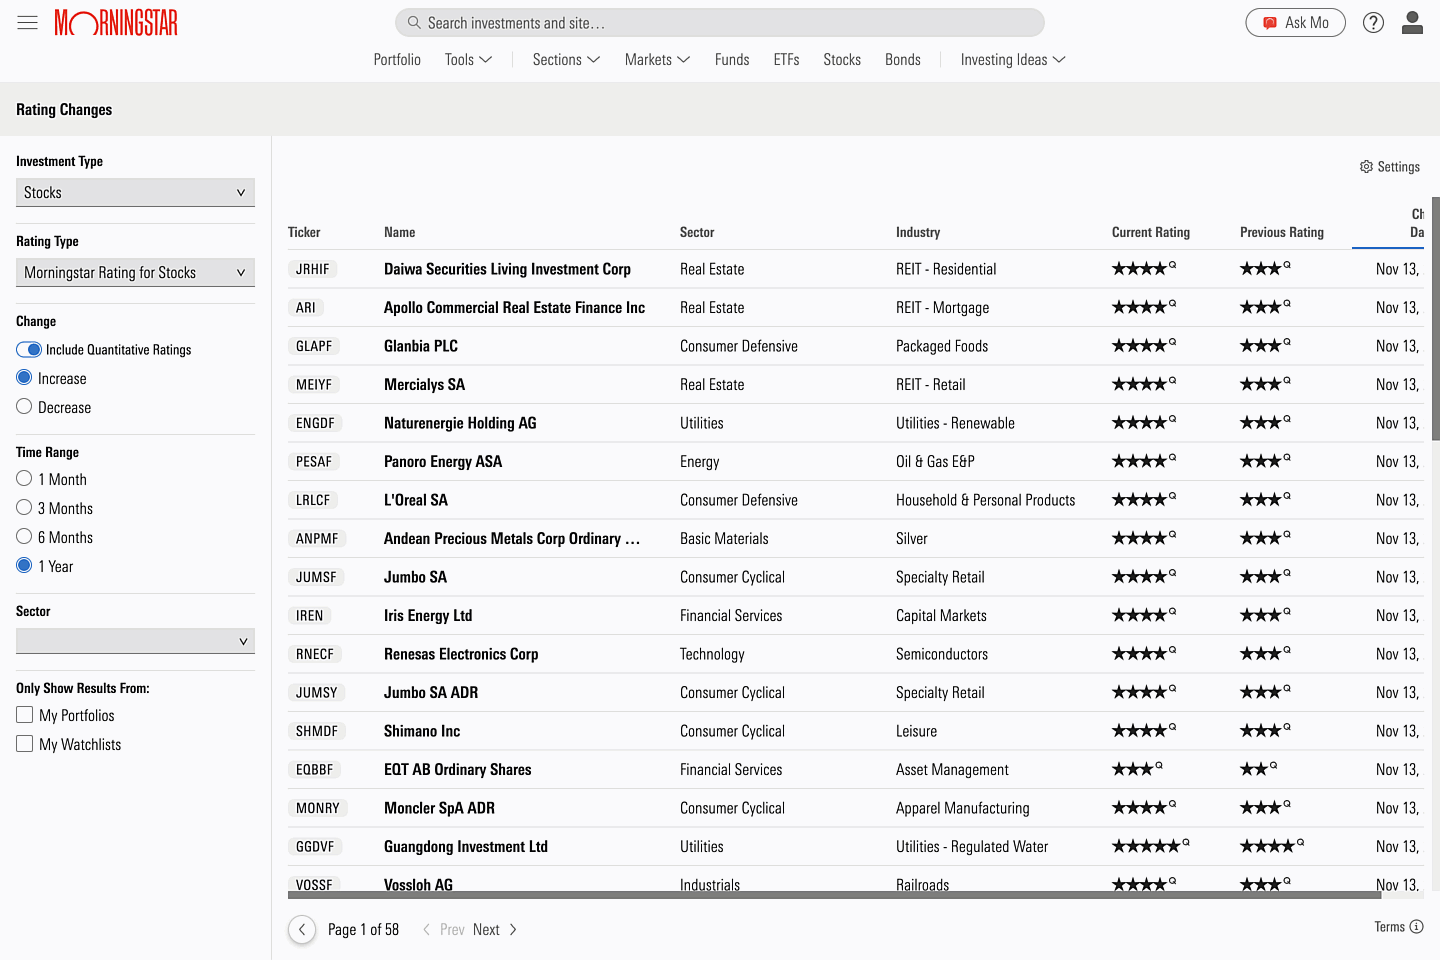 MORNINGSTAR
Search investments and site…
Ask Mo
Portfolio Tools Sections Markets Funds ETFs Stocks Bonds Investing Ideas
Rating Changes
Investment Type
Stocks
Rating Type
Morningstar Rating for Stocks
Change
Include Quantitative Ratings
Increase
Decrease
Time Range
1 Month
3 Months
6 Months
1 Year
Sector
Only Show Results From:
My Portfolios
My Watchlists
Settings
Ticker Name Sector Industry Current Rating Previous Rating Ch
Da
JRHIF Daiwa Securities Living Investment Corp Real Estate REIT - Residential ★★★★Q ★★★Q Nov 13,
ARI Apollo Commercial Real Estate Finance Inc Real Estate REIT - Mortgage ★★★★Q ★★★Q Nov 13,
GLAPF Glanbia PLC Consumer Defensive Packaged Foods ★★★★Q ★★★Q Nov 13,
MEIYF Mercialys SA Real Estate REIT - Retail ★★★★Q ★★★Q Nov 13,
ENGDF Naturenergie Holding AG Utilities Utilities - Renewable ★★★★Q ★★★Q Nov 13,
PESAF Panoro Energy ASA Energy Oil & Gas E&P ★★★★Q ★★★Q Nov 13,
LRLCF L'Oreal SA Consumer Defensive Household & Personal Products ★★★★Q ★★★Q Nov 13,
ANPMF Andean Precious Metals Corp Ordinary … Basic Materials Silver ★★★★Q ★★★Q Nov 13,
JUMSF Jumbo SA Consumer Cyclical Specialty Retail ★★★★Q ★★★Q Nov 13,
IREN Iris Energy Ltd Financial Services Capital Markets ★★★★Q ★★★Q Nov 13,
RNECF Renesas Electronics Corp Technology Semiconductors ★★★★Q ★★★Q Nov 13,
JUMSY Jumbo SA ADR Consumer Cyclical Specialty Retail ★★★★Q ★★★Q Nov 13,
SHMDF Shimano Inc Consumer Cyclical Leisure ★★★★Q ★★★Q Nov 13,
EQBBF EQT AB Ordinary Shares Financial Services Asset Management ★★★Q ★★Q Nov 13,
MONRY Moncler SpA ADR Consumer Cyclical Apparel Manufacturing ★★★★Q ★★★Q Nov 13,
GGDVF Guangdong Investment Ltd Utilities Utilities - Regulated Water ★★★★★Q ★★★★Q Nov 13,
VOSSF Vossloh AG Industrials Railroads ★★★★Q ★★★Q Nov 13,
Page 1 of 58 Prev Next
Terms